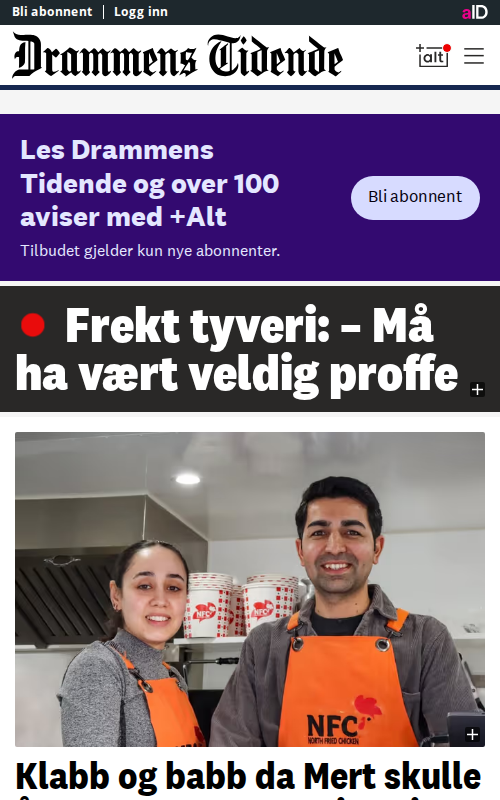 Bli abonnent | Logg inn
aID
Drammens Tidende
+alt
Les Drammens
Tidende og over 100
aviser med +Alt
Bli abonnent
Tilbudet gjelder kun nye abonnenter.
Frekt tyveri: – Må
ha vært veldig proffe
NFC
NFC
NFC
NORTH FRIED CHICKEN
Klabb og babb da Mert skulle